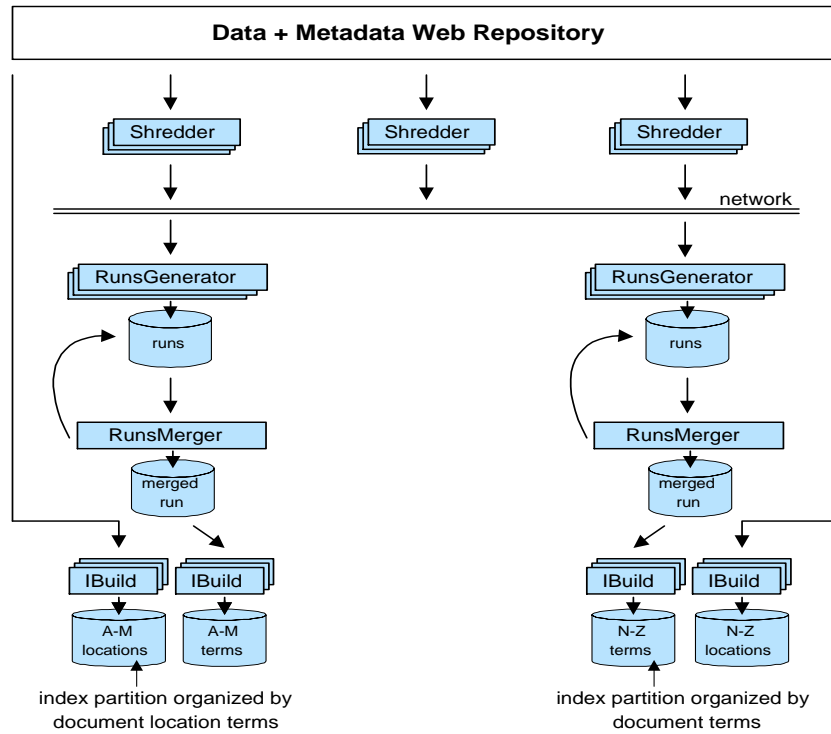 Data + Metadata Web Repository
Shredder
Shredder
Shredder
network
RunsGenerator
RunsGenerator
runs
runs
RunsMerger
RunsMerger
merged
run
merged
run
IBuild
IBuild
IBuild
IBuild
A-M
locations
A-M
terms
N-Z
terms
N-Z
locations
index partition organized by
document location terms
index partition organized by
document terms